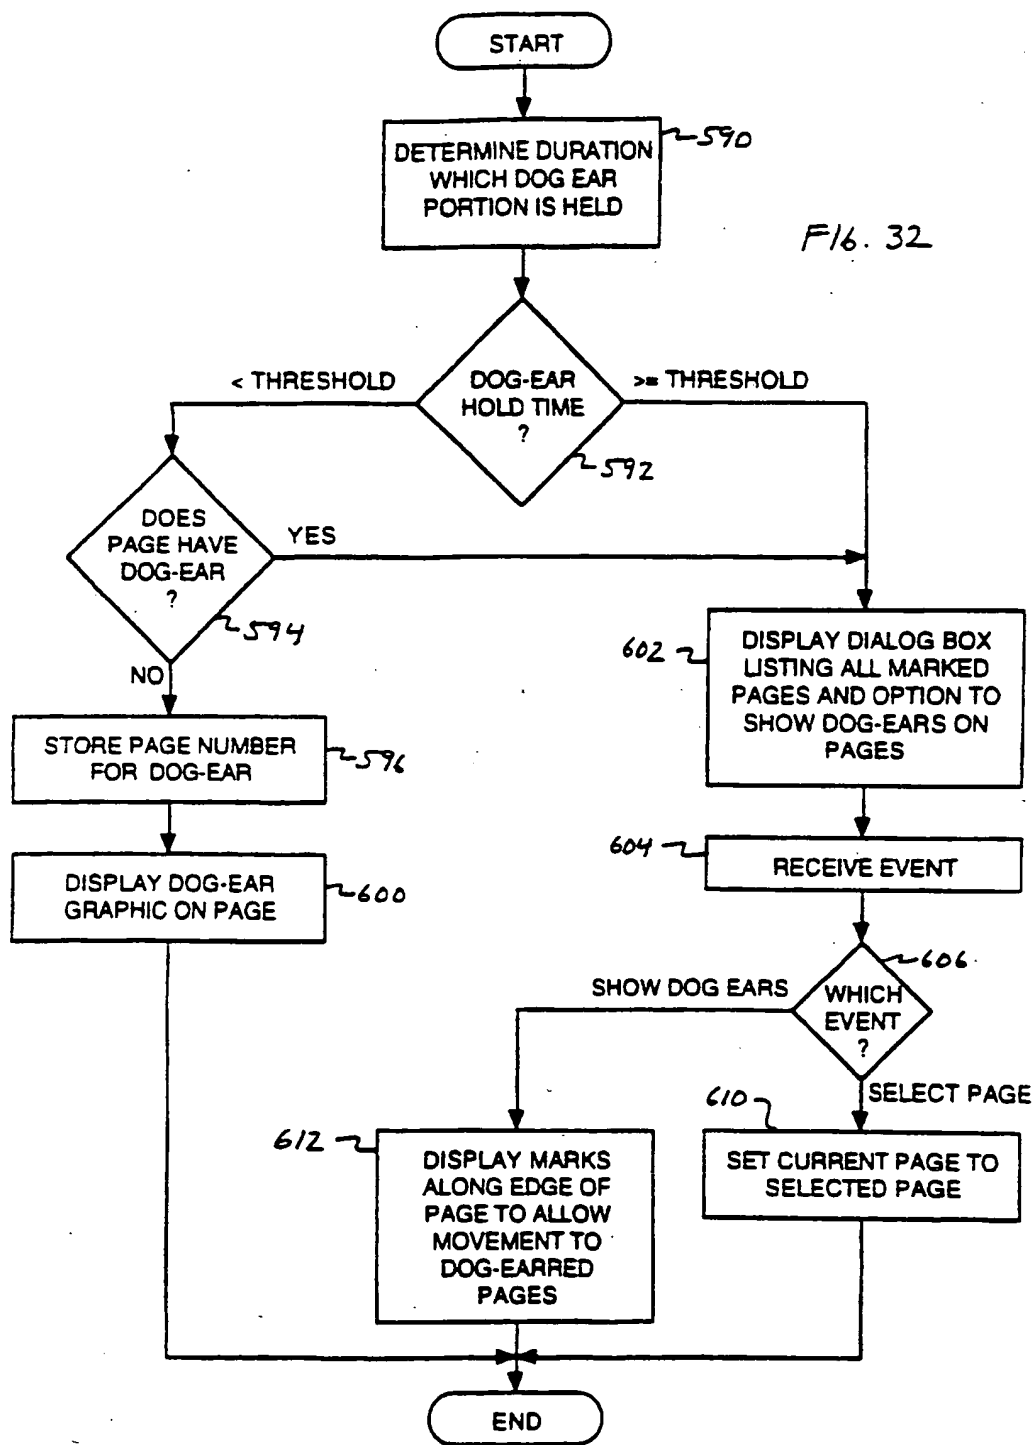 START
DETERMINE DURATION
WHICH DOG EAR
PORTION IS HELD
590
FIG. 32
< THRESHOLD
DOG-EAR
HOLD TIME
?
>= THRESHOLD
592
DOES
PAGE HAVE
DOG-EAR
?
YES
594
NO
STORE PAGE NUMBER
FOR DOG-EAR
596
DISPLAY DOG-EAR
GRAPHIC ON PAGE
600
602
DISPLAY DIALOG BOX
LISTING ALL MARKED
PAGES AND OPTION TO
SHOW DOG-EARS ON
PAGES
604
RECEIVE EVENT
606
SHOW DOG EARS
WHICH
EVENT
?
SELECT PAGE
610
SET CURRENT PAGE TO
SELECTED PAGE
612
DISPLAY MARKS
ALONG EDGE OF
PAGE TO ALLOW
MOVEMENT TO
DOG-EARRED
PAGES
END